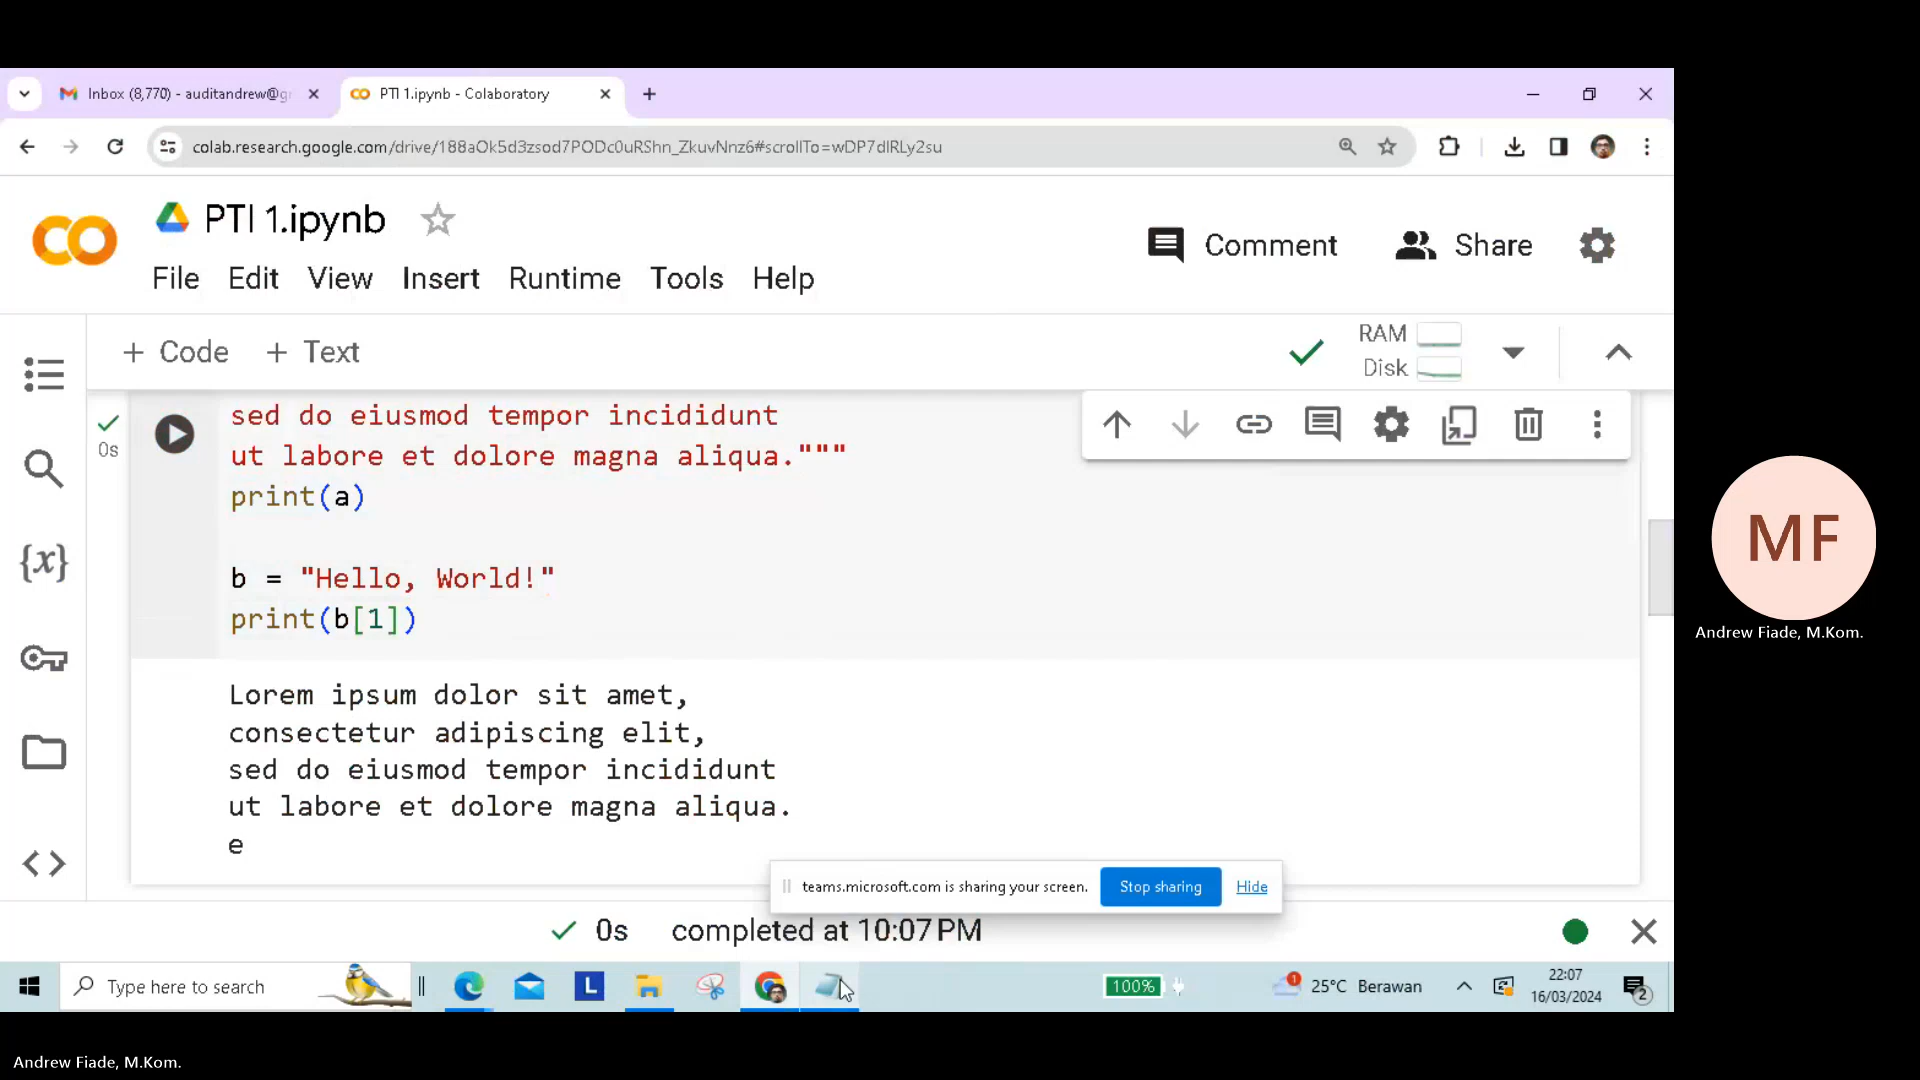 Inbox (8,770) - auditandrew@g
PTI 1.ipynb - Colaboratory
colab.research.google.com/drive/188aOk5d3zsod7PODc0uRShn_ZkuvNnz6#scrollTo=wDP7dlRLy2su
CO
PTI 1.ipynb
Comment
Share
File Edit View Insert Runtime Tools Help
+ Code + Text
RAM
Disk
0s
sed do eiusmod tempor incididunt
ut labore et dolore magna aliqua."""
print(a)
b = "Hello, World!"
print(b[1])
{x}
Lorem ipsum dolor sit amet,
consectetur adipiscing elit,
sed do eiusmod tempor incididunt
ut labore et dolore magna aliqua.
e
MF
Andrew Fiade, M.Kom.
teams.microsoft.com is sharing your screen.
Stop sharing
Hide
0s completed at 10:07 PM
Type here to search
L
100%
1
25°C Berawan
22:07
16/03/2024
2
Andrew Fiade, M.Kom.